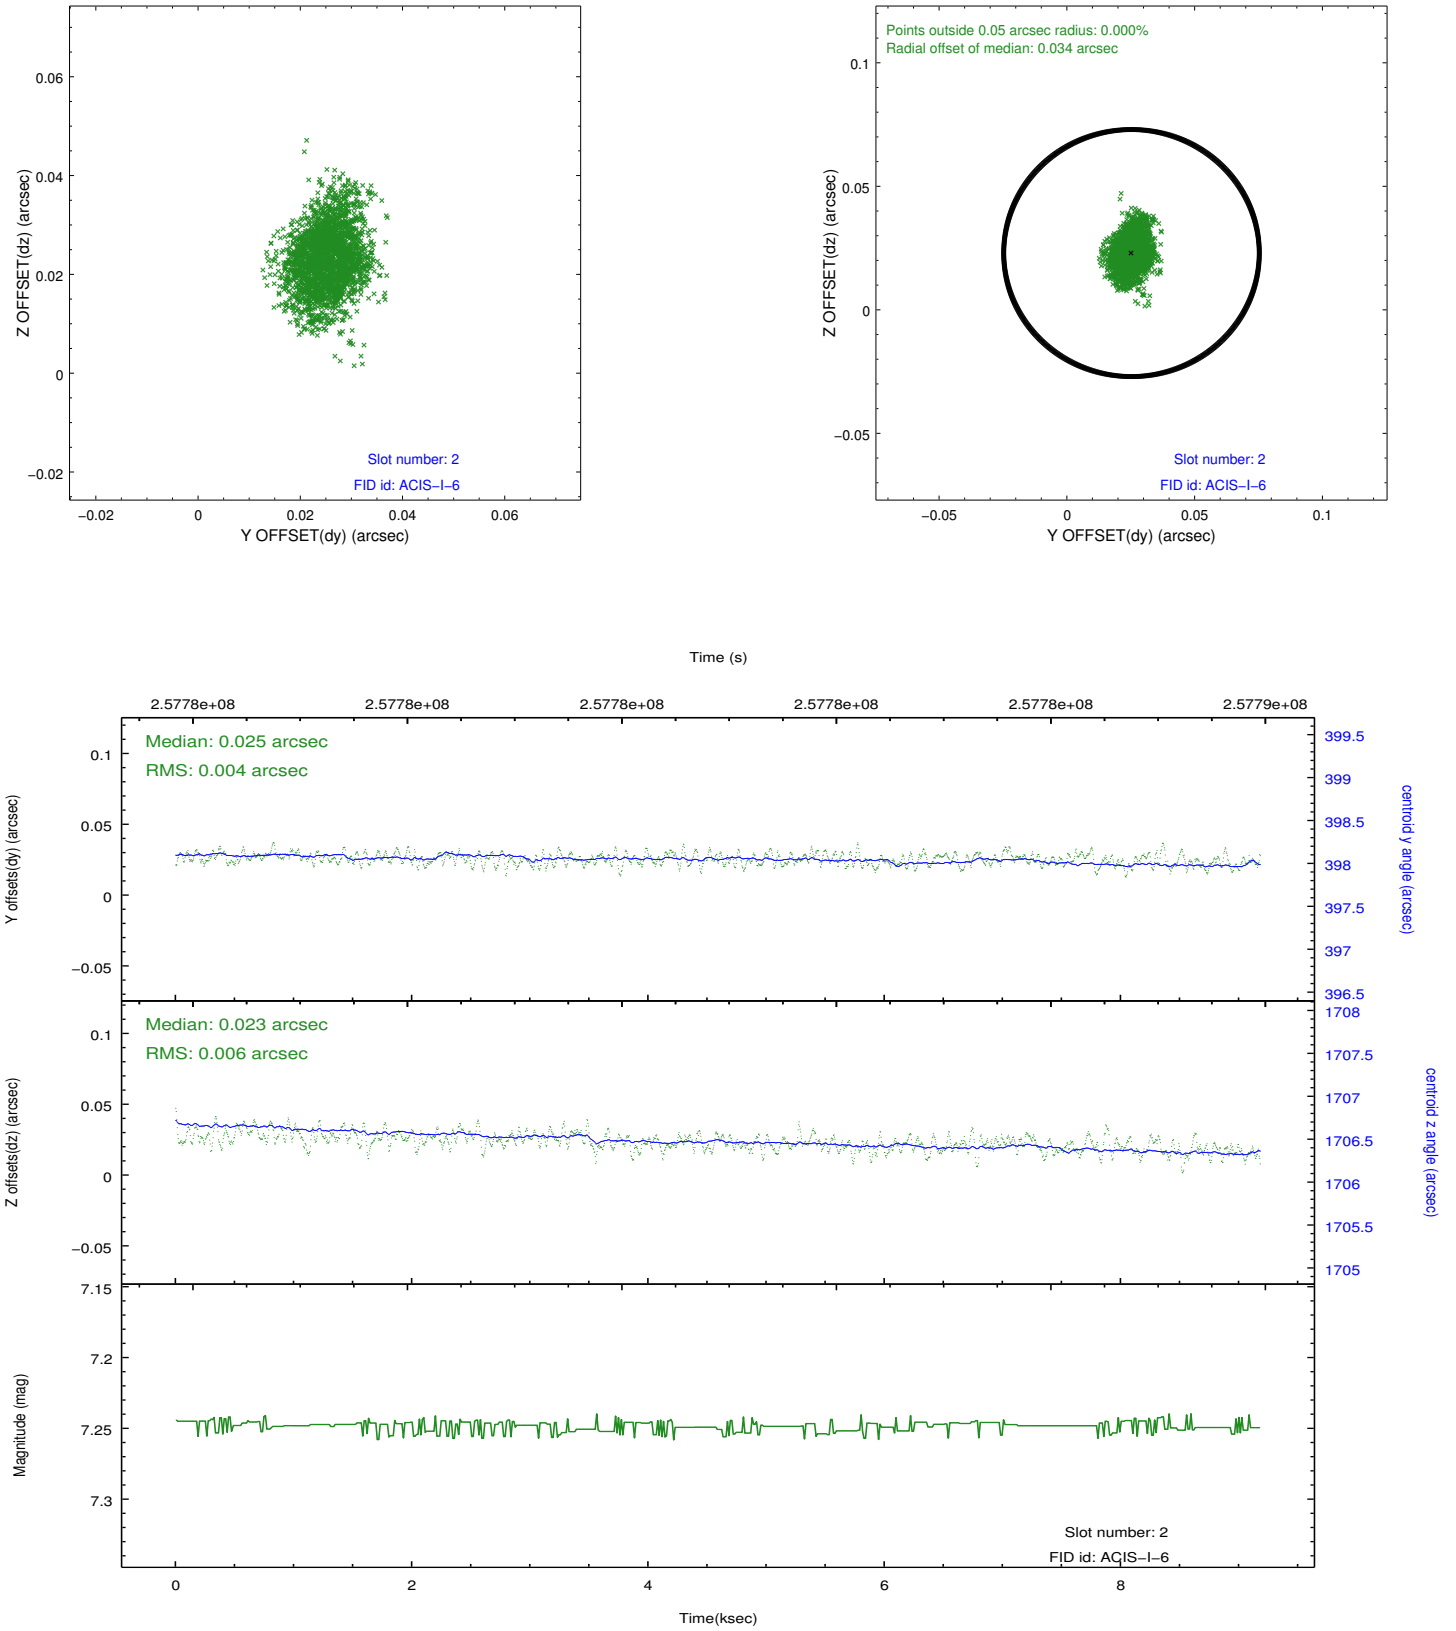 0.06
0.04
0.02
0
−0.02
Z OFFSET(dz) (arcsec)
Slot number: 2
FID id: ACIS−I−6
−0.02 0 0.02 0.04 0.06
Y OFFSET(dy) (arcsec)
Points outside 0.05 arcsec radius: 0.000%
Radial offset of median: 0.034 arcsec
0.1
0.05
0
−0.05
Z OFFSET(dz) (arcsec)
Slot number: 2
FID id: ACIS−I−6
−0.05 0 0.05 0.1
Y OFFSET(dy) (arcsec)
Time (s)
2.5778e+08 2.5778e+08 2.5778e+08 2.5778e+08 2.5778e+08 2.5779e+08
Median: 0.025 arcsec
RMS: 0.004 arcsec
0.1
0.05
0
−0.05
Y offsets(dy) (arcsec)
399.5
399
398.5
398
397.5
397
396.5
centroid y angle (arcsec)
Median: 0.023 arcsec
RMS: 0.006 arcsec
0.1
0.05
0
−0.05
Z offsets(dz) (arcsec)
1708
1707.5
1707
1706.5
1706
1705.5
1705
centroid z angle (arcsec)
7.15
7.2
7.25
7.3
Magnitude (mag)
Slot number: 2
FID id: ACIS−I−6
0 2 4 6 8
Time(ksec)